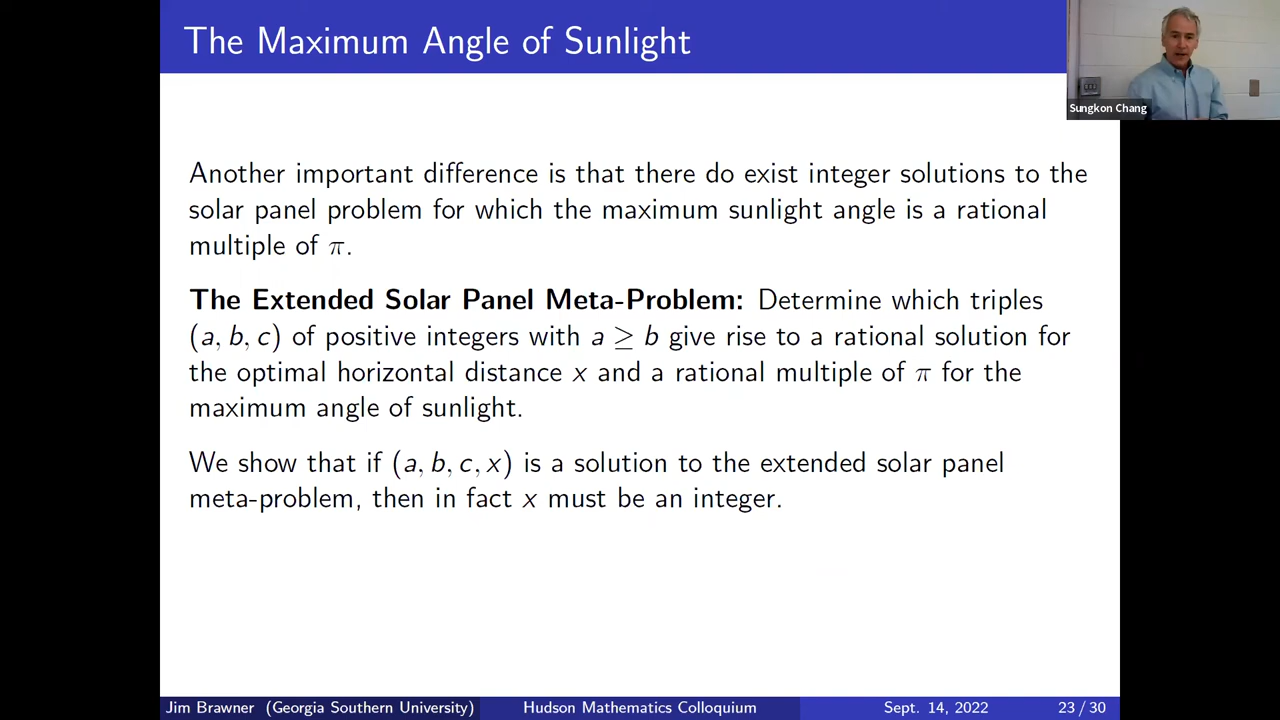 The Maximum Angle of Sunlight
Sungkon Chang
Another important difference is that there do exist integer solutions to the
solar panel problem for which the maximum sunlight angle is a rational
multiple of π.
The Extended Solar Panel Meta-Problem: Determine which triples
(a, b, c) of positive integers with a ≥ b give rise to a rational solution for
the optimal horizontal distance x and a rational multiple of π for the
maximum angle of sunlight.
We show that if (a, b, c, x) is a solution to the extended solar panel
meta-problem, then in fact x must be an integer.
Jim Brawner (Georgia Southern University) Hudson Mathematics Colloquium Sept. 14, 2022 23 / 30